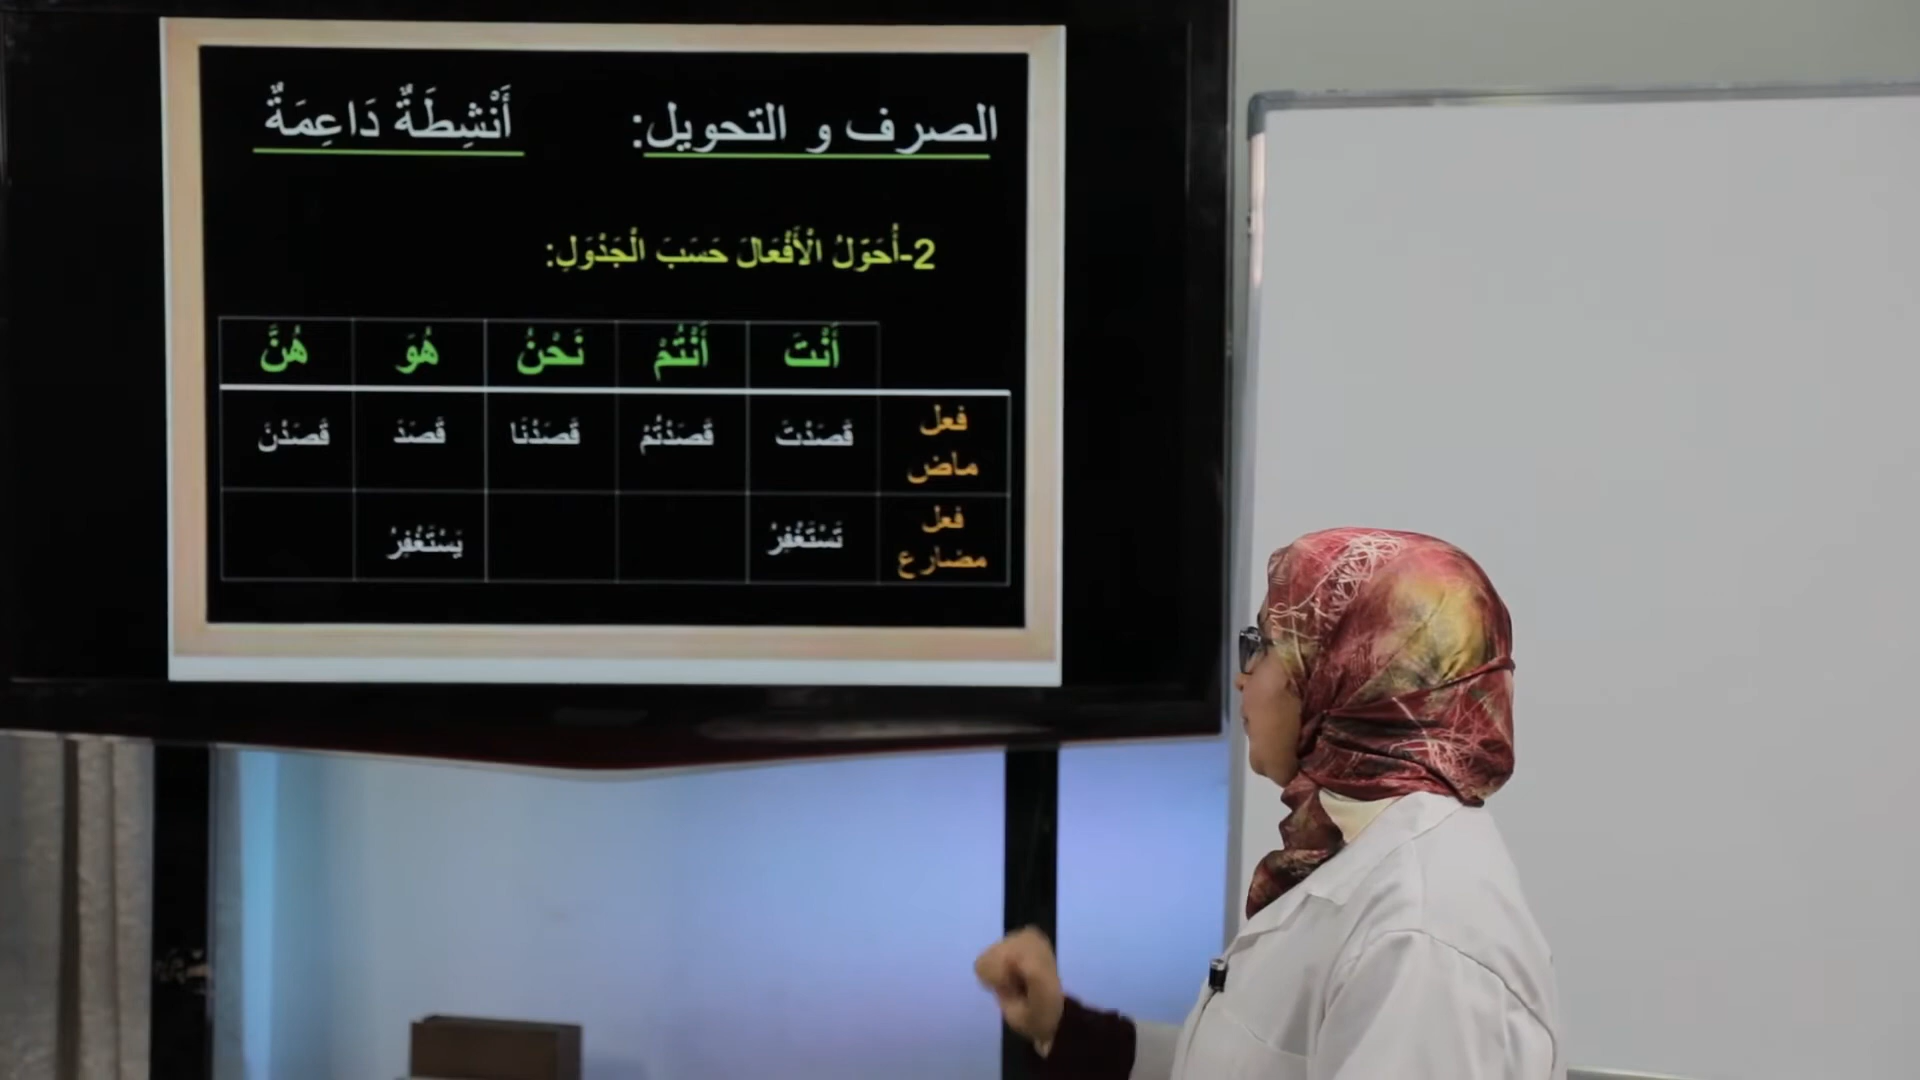 الصرف و التحويل: أَنْشِطَةٌ دَاعِمَةٌ
2-أُحَوِّلُ الْأَفْعَالَ حَسَبَ الْجَدْوَلِ:
أَنْتَ أَنْتُمْ نَحْنُ هُوَ هُنَّ
فعل ماض قَصَدْتَ قَصَدْتُمْ قَصَدْنَا قَصَدَ قَصَدْنَ
فعل مضارع تَسْتَغْفِرُ يَسْتَغْفِرُ